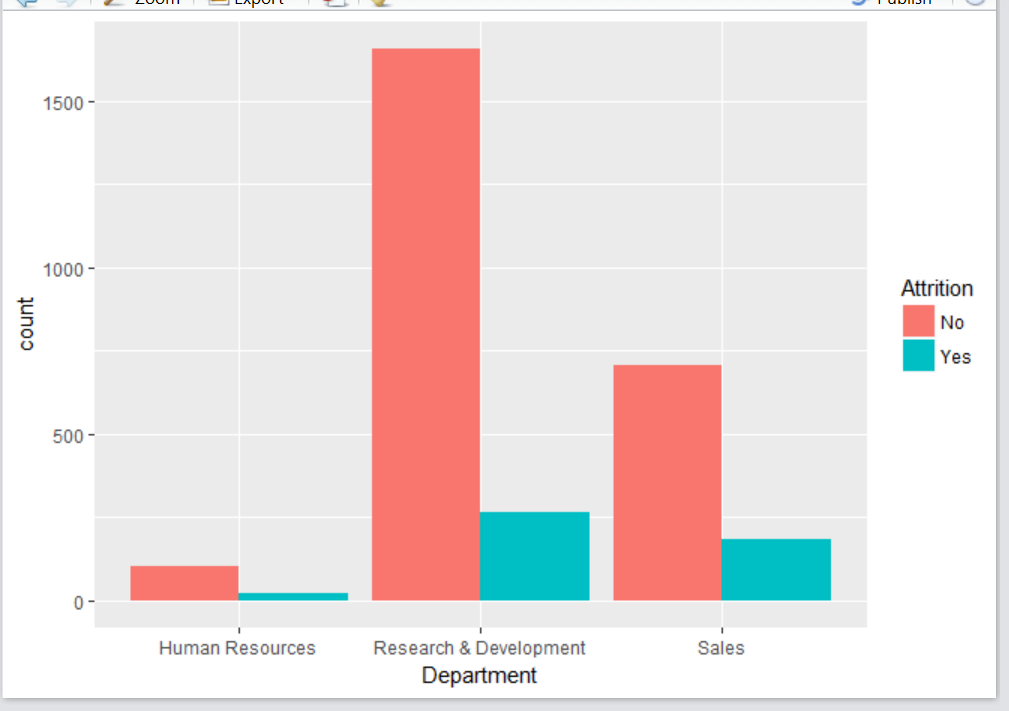 Zoom Export Publish
1500
1000
500
0
count
Human Resources Research & Development Sales
Department
Attrition
No
Yes